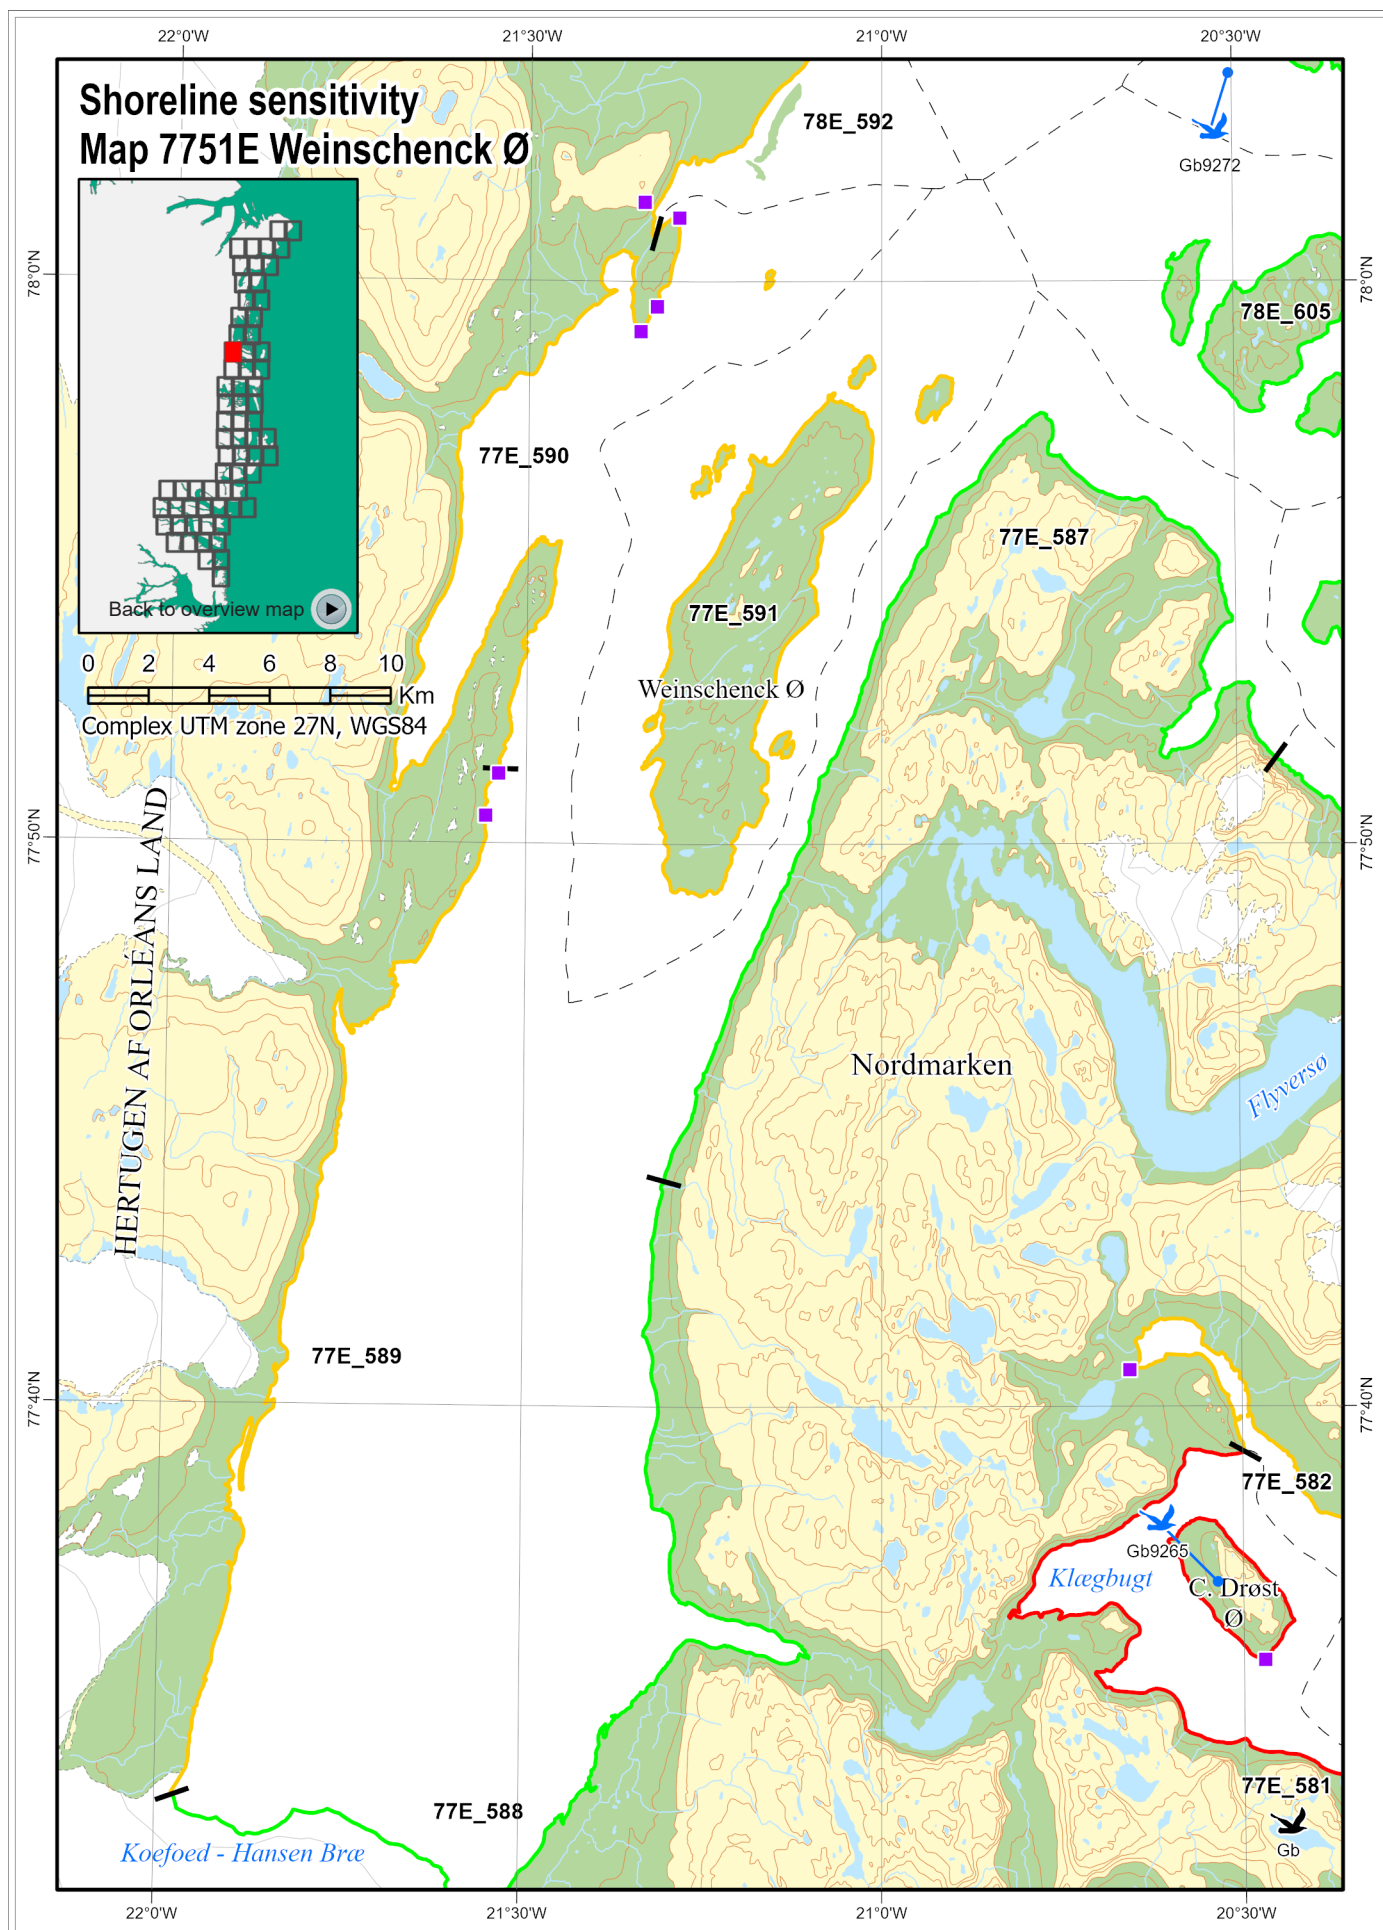 22°0'W 21°30'W 21°0'W 20°30'W
Shoreline sensitivity
Map 7751E Weinschenck Ø
78E_592
Gb9272
78°0'N
78°0'N
78E_605
77E_590
77E_587
Back to overview map
77E_591
0 2 4 6 8 10
Km
Weinschenck Ø
Complex UTM zone 27N, WGS84
77°50'N
77°50'N
HERTUGEN AF ORLÉANS LAND
Nordmarken
Flyversø
77E_589
77°40'N
77°40'N
77E_582
Gb9265
Klægbugt
C. Drøst
Ø
77E_581
77E_588
Gb
Koefoed - Hansen Bræ
22°0'W 21°30'W 21°0'W 20°30'W